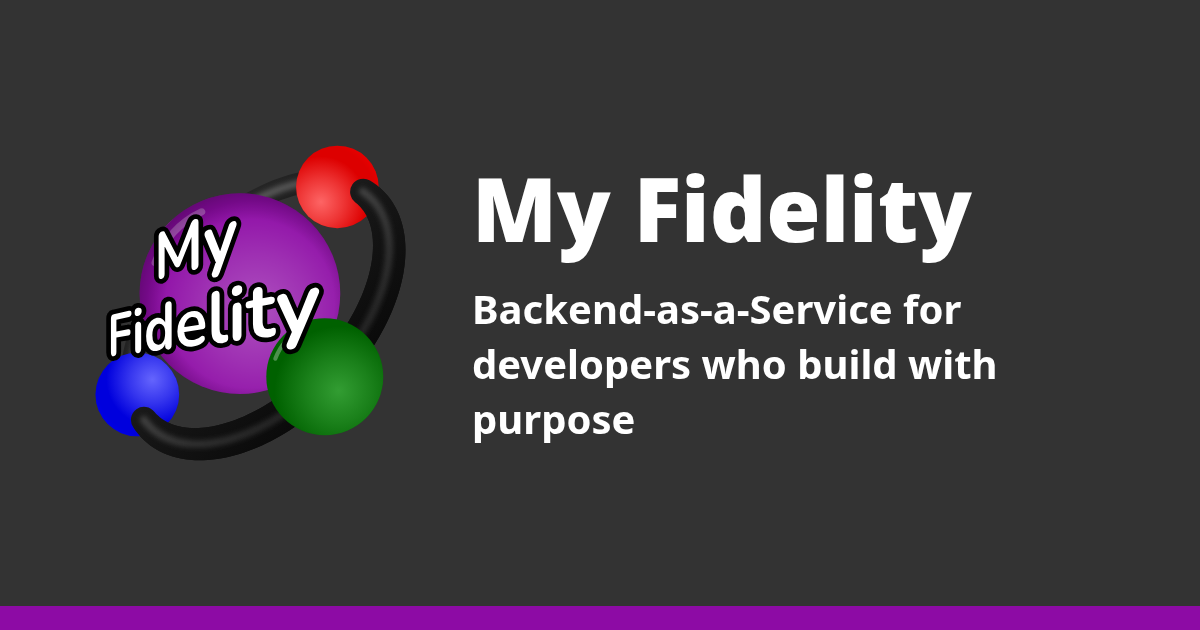 My
Fidelity
My Fidelity
Backend-as-a-Service for
developers who build with
purpose